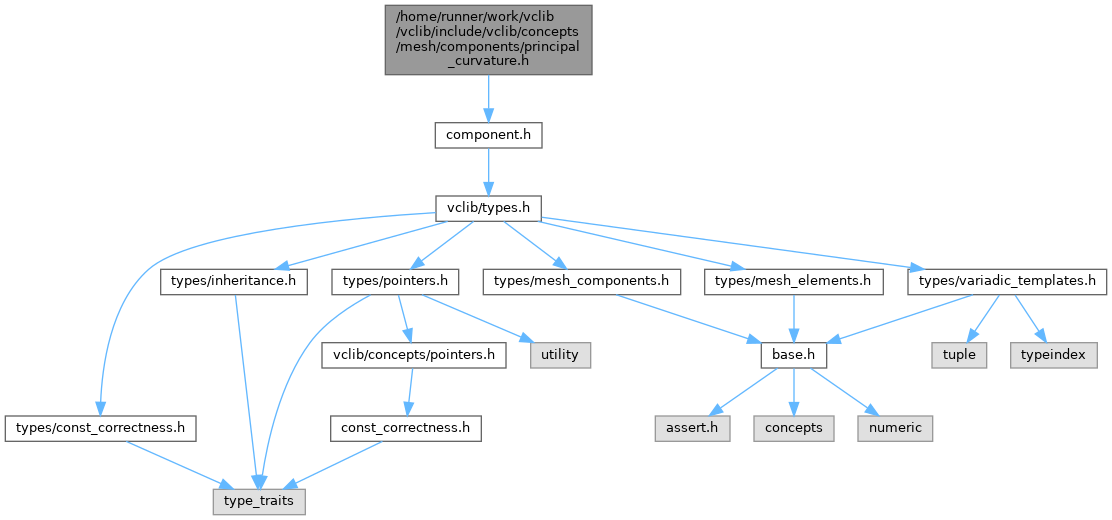 /home/runner/work/vclib
/vclib/include/vclib/concepts
/mesh/components/principal
_curvature.h
component.h
vclib/types.h
types/inheritance.h
types/pointers.h
types/mesh_components.h
types/mesh_elements.h
types/variadic_templates.h
vclib/concepts/pointers.h
utility
base.h
tuple
typeindex
types/const_correctness.h
const_correctness.h
assert.h
concepts
numeric
type_traits